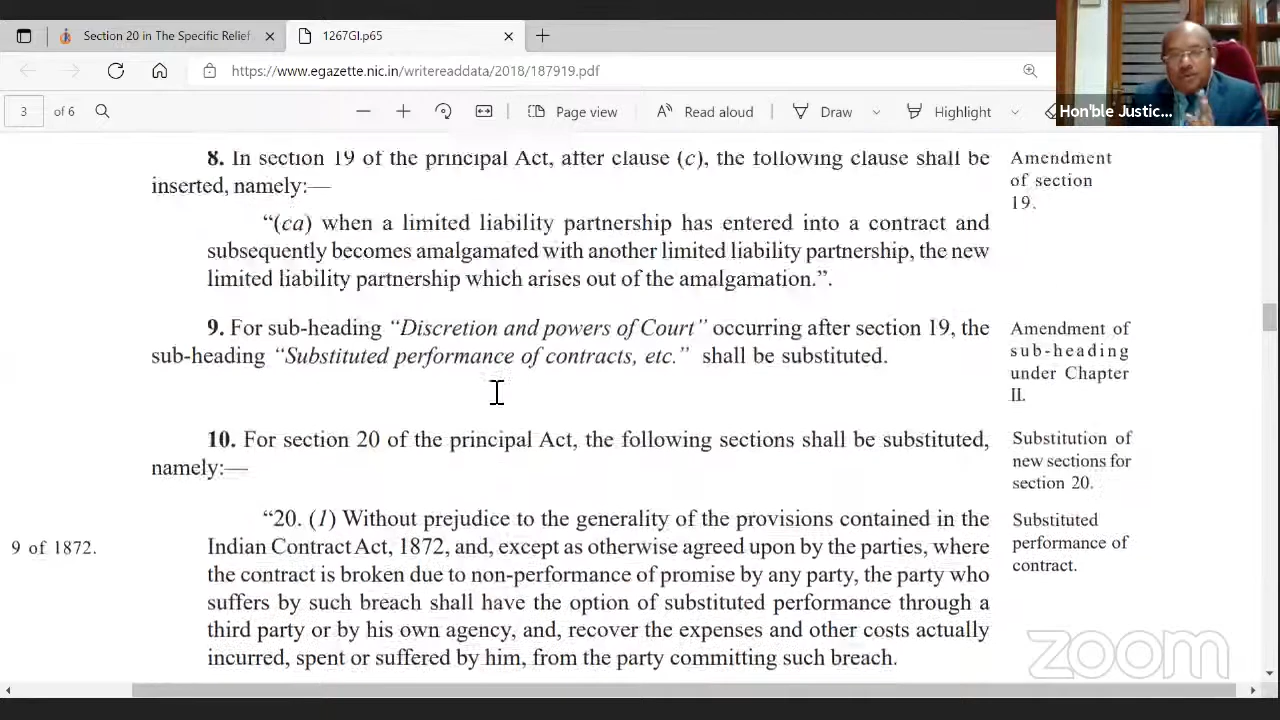 Section 20 in The Specific Relief
1267GI.p65
https://www.egazette.nic.in/writereaddata/2018/187919.pdf
3 of 6
Page view
Read aloud
Draw
Highlight
Hon'ble Justic...
8. In section 19 of the principal Act, after clause (c), the following clause shall be
inserted, namely:—
Amendment
of section
19.
“(ca) when a limited liability partnership has entered into a contract and
subsequently becomes amalgamated with another limited liability partnership, the new
limited liability partnership which arises out of the amalgamation.”.
9. For sub-heading “Discretion and powers of Court” occurring after section 19, the
sub-heading “Substituted performance of contracts, etc.” shall be substituted.
Amendment of
sub-heading
under Chapter
II.
10. For section 20 of the principal Act, the following sections shall be substituted,
namely:—
Substitution of
new sections for
section 20.
“20. (1) Without prejudice to the generality of the provisions contained in the
Indian Contract Act, 1872, and, except as otherwise agreed upon by the parties, where
the contract is broken due to non-performance of promise by any party, the party who
suffers by such breach shall have the option of substituted performance through a
third party or by his own agency, and, recover the expenses and other costs actually
incurred, spent or suffered by him, from the party committing such breach.
Substituted
performance of
contract.
9 of 1872.
zoom